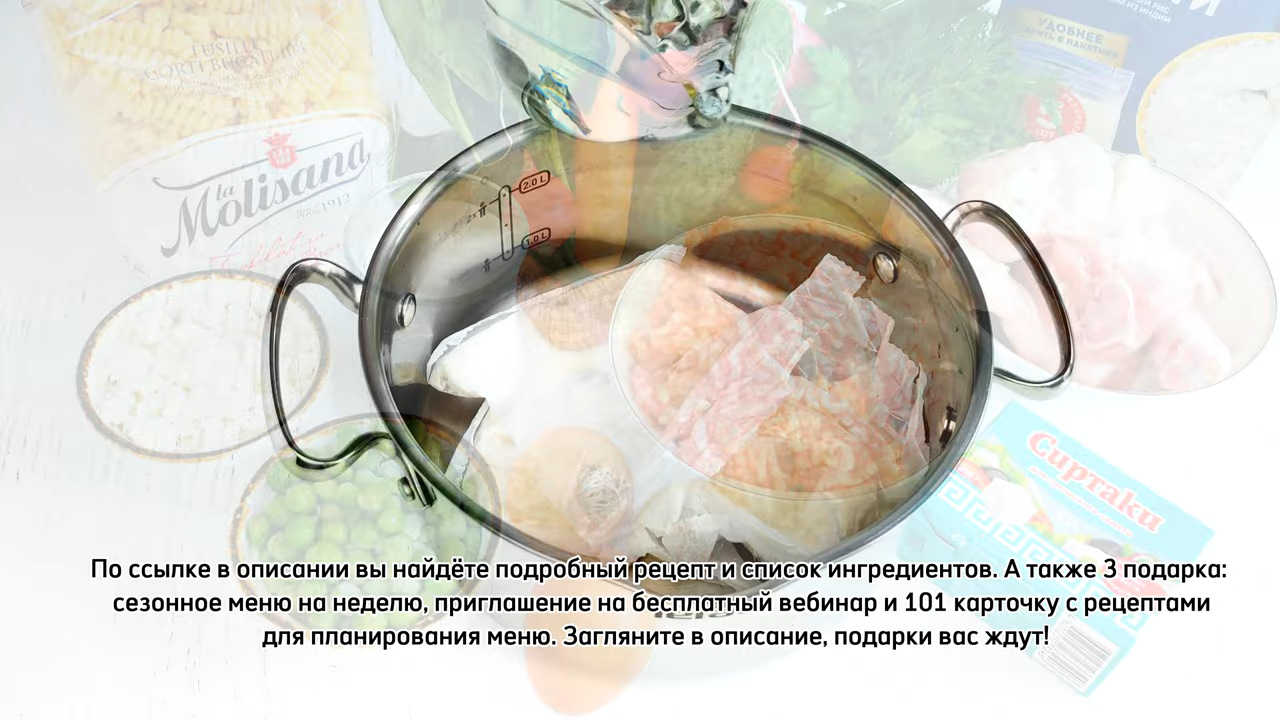 УДОБНЕЕ
FUSILLI
la
Molisana
1912
2.0 L
1.0 L
Сиртаки
По ссылке в описании вы найдёте подробный рецепт и список ингредиентов. А также 3 подарка:
сезонное меню на неделю, приглашение на бесплатный вебинар и 101 карточку с рецептами
для планирования меню. Загляните в описание, подарки вас ждут!